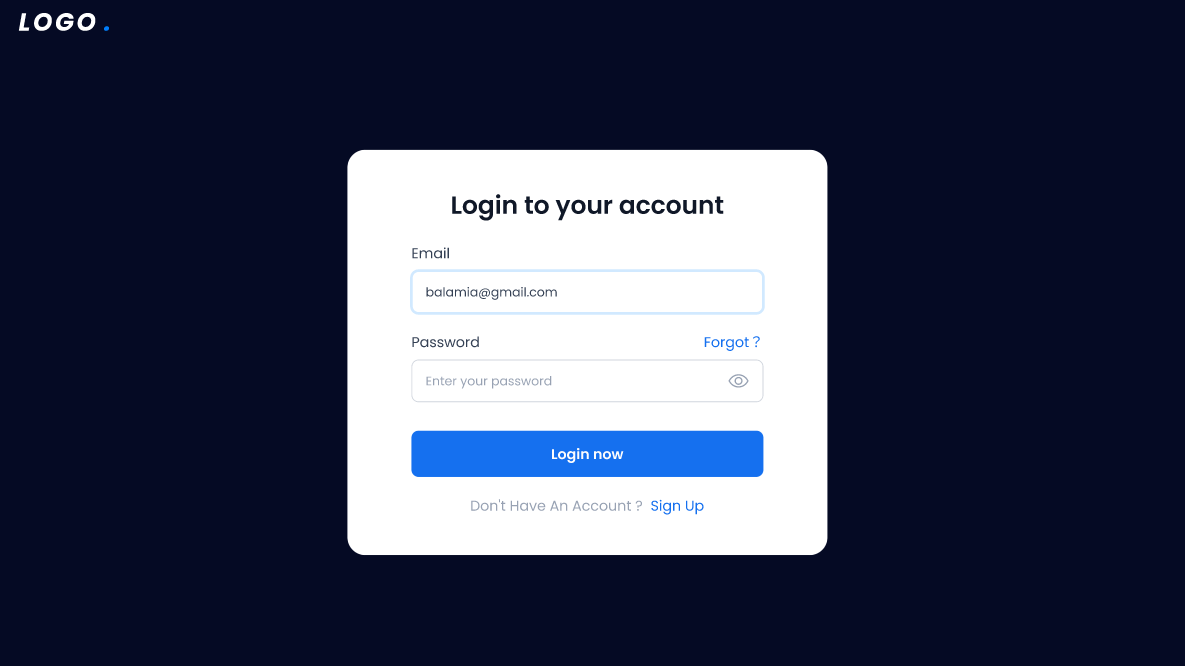 LOGO .
Login to your account
Email
balamia@gmail.com
Password
Forgot ?
Enter your password
Login now
Don't Have An Account ? Sign Up